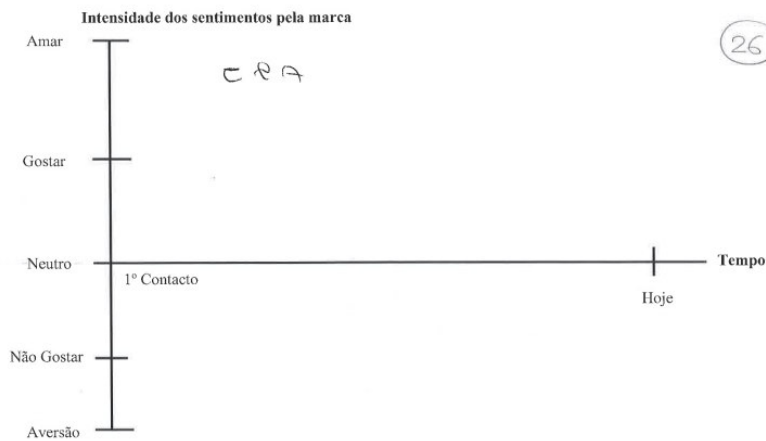 Intensidade dos sentimentos pela marca
Amar
26
Gostar
Neutro
Tempo
1º Contacto
Hoje
Não Gostar
Aversão